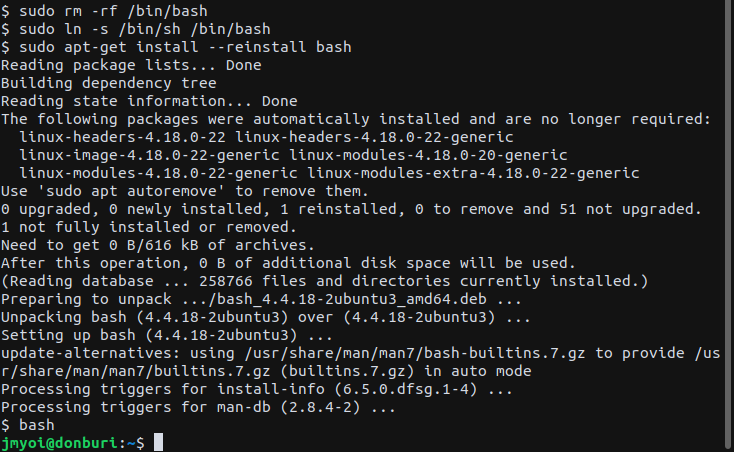 $ sudo rm -rf /bin/bash
$ sudo ln -s /bin/sh /bin/bash
$ sudo apt-get install --reinstall bash
Reading package lists... Done
Building dependency tree
Reading state information... Done
The following packages were automatically installed and are no longer required:
  linux-headers-4.18.0-22 linux-headers-4.18.0-22-generic
  linux-image-4.18.0-22-generic linux-modules-4.18.0-20-generic
  linux-modules-4.18.0-22-generic linux-modules-extra-4.18.0-22-generic
Use 'sudo apt autoremove' to remove them.
0 upgraded, 0 newly installed, 1 reinstalled, 0 to remove and 51 not upgraded.
1 not fully installed or removed.
Need to get 0 B/616 kB of archives.
After this operation, 0 B of additional disk space will be used.
(Reading database ... 258766 files and directories currently installed.)
Preparing to unpack .../bash_4.4.18-2ubuntu3_amd64.deb ...
Unpacking bash (4.4.18-2ubuntu3) over (4.4.18-2ubuntu3) ...
Setting up bash (4.4.18-2ubuntu3) ...
update-alternatives: using /usr/share/man/man7/bash-builtins.7.gz to provide /us
r/share/man/man7/builtins.7.gz (builtins.7.gz) in auto mode
Processing triggers for install-info (6.5.0.dfsg.1-4) ...
Processing triggers for man-db (2.8.4-2) ...
$ bash
jmyoi@donburi:~$